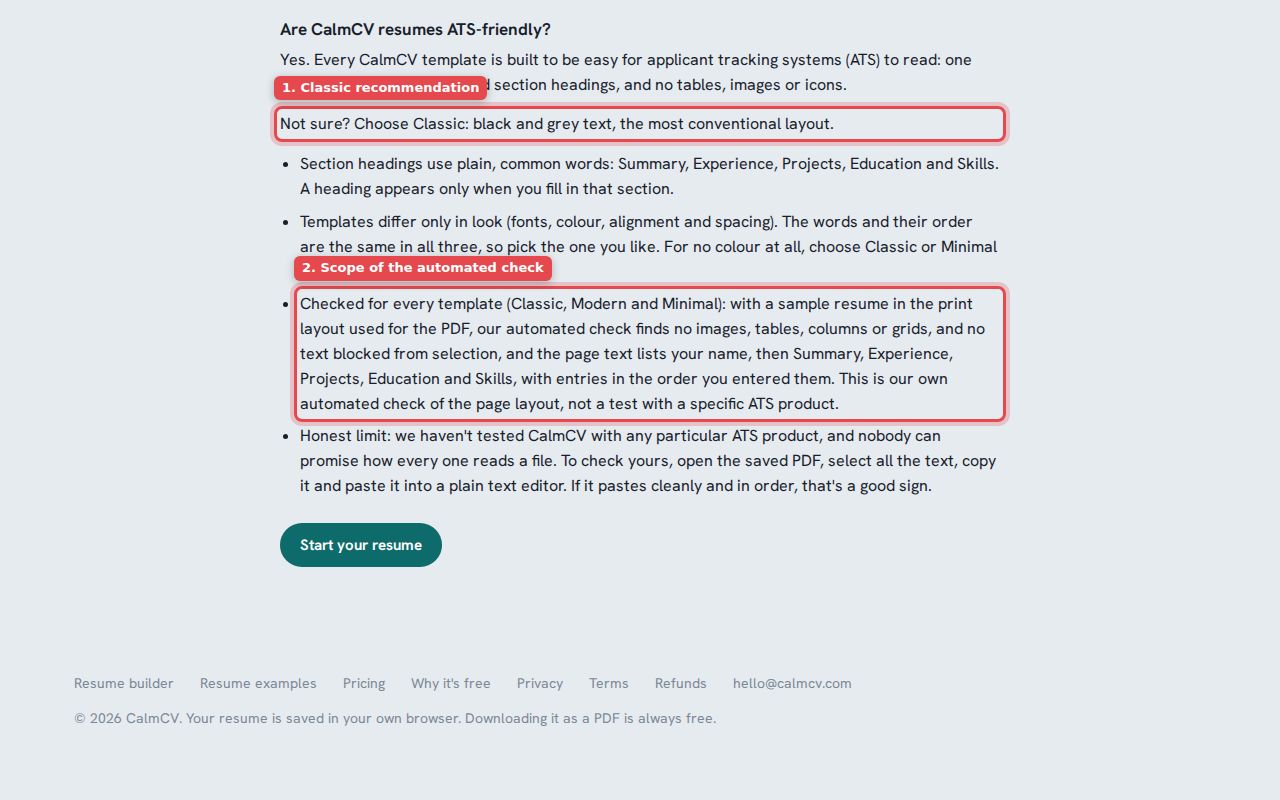 Are CalmCV resumes ATS-friendly?
Yes. Every CalmCV template is built to be easy for applicant tracking systems (ATS) to read: one
1. Classic recommendation
section headings, and no tables, images or icons.
Not sure? Choose Classic: black and grey text, the most conventional layout.
• Section headings use plain, common words: Summary, Experience, Projects, Education and Skills.
A heading appears only when you fill in that section.
• Templates differ only in look (fonts, colour, alignment and spacing). The words and their order
are the same in all three, so pick the one you like. For no colour at all, choose Classic or Minimal
2. Scope of the automated check
• Checked for every template (Classic, Modern and Minimal): with a sample resume in the print
layout used for the PDF, our automated check finds no images, tables, columns or grids, and no
text blocked from selection, and the page text lists your name, then Summary, Experience,
Projects, Education and Skills, with entries in the order you entered them. This is our own
automated check of the page layout, not a test with a specific ATS product.
• Honest limit: we haven't tested CalmCV with any particular ATS product, and nobody can
promise how every one reads a file. To check yours, open the saved PDF, select all the text, copy
it and paste it into a plain text editor. If it pastes cleanly and in order, that's a good sign.
Start your resume
Resume builder Resume examples Pricing Why it's free Privacy Terms Refunds hello@calmcv.com
© 2026 CalmCV. Your resume is saved in your own browser. Downloading it as a PDF is always free.